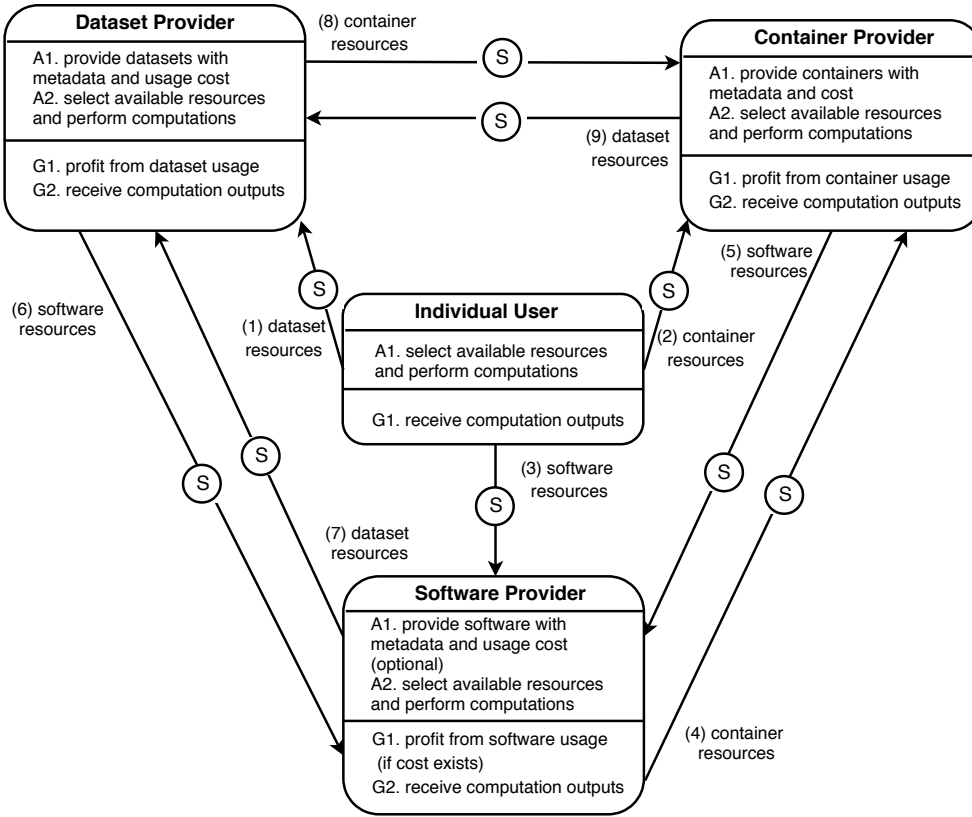 Dataset Provider
A1. provide datasets with
metadata and usage cost
A2. select available resources
and perform computations
G1. profit from dataset usage
G2. receive computation outputs
(8) container
resources
S
S
(9) dataset
resources
Container Provider
A1. provide containers with
metadata and cost
A2. select available resources
and perform computations
G1. profit from container usage
G2. receive computation outputs
(6) software
resources
(1) dataset
resources
S
Individual User
A1. select available resources
and perform computations
G1. receive computation outputs
S
(2) container
resources
(5) software
resources
S
S
(7) dataset
resources
(3) software
resources
S
S
S
Software Provider
A1. provide software with
metadata and usage cost
(optional)
A2. select available resources
and perform computations
G1. profit from software usage
(if cost exists)
G2. receive computation outputs
(4) container
resources